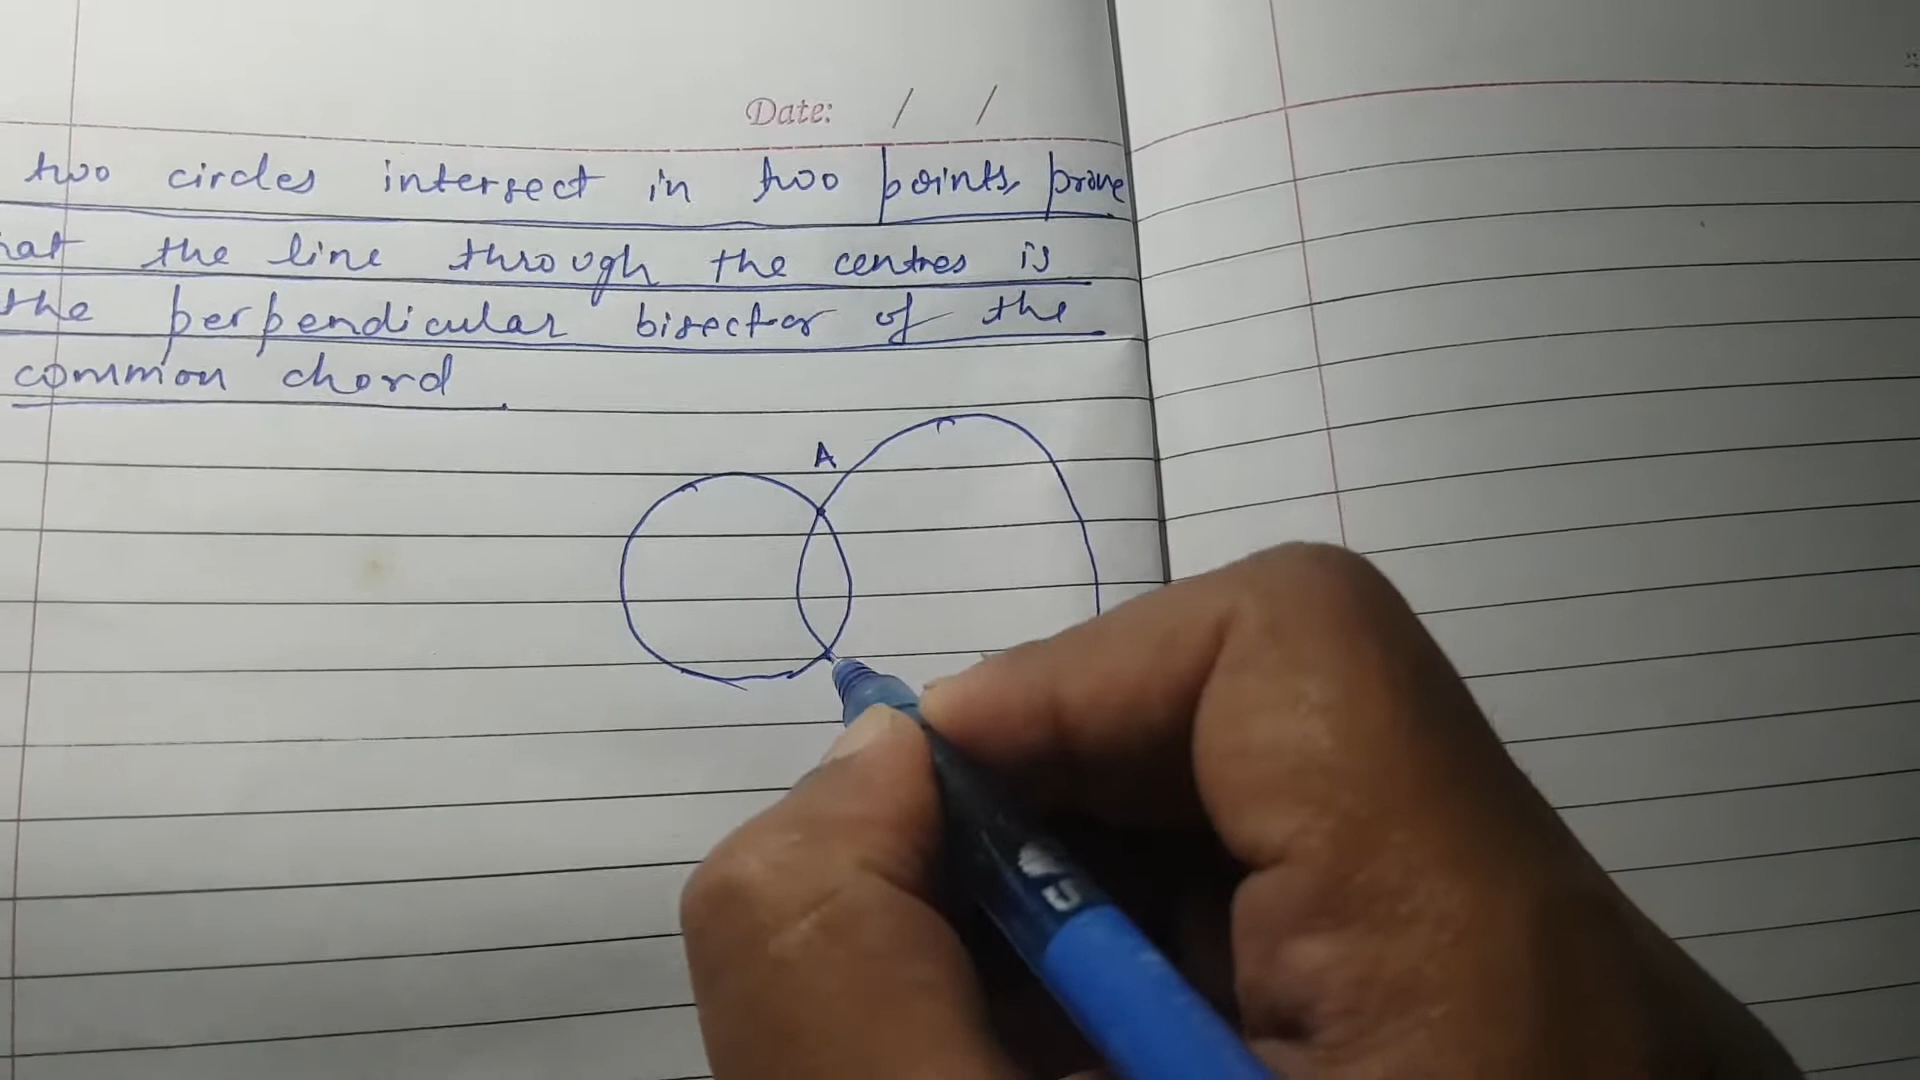 Date: / /
two circles intersect in two points, prove
hat the line through the centres is
the perpendicular bisector of the
common chord
A